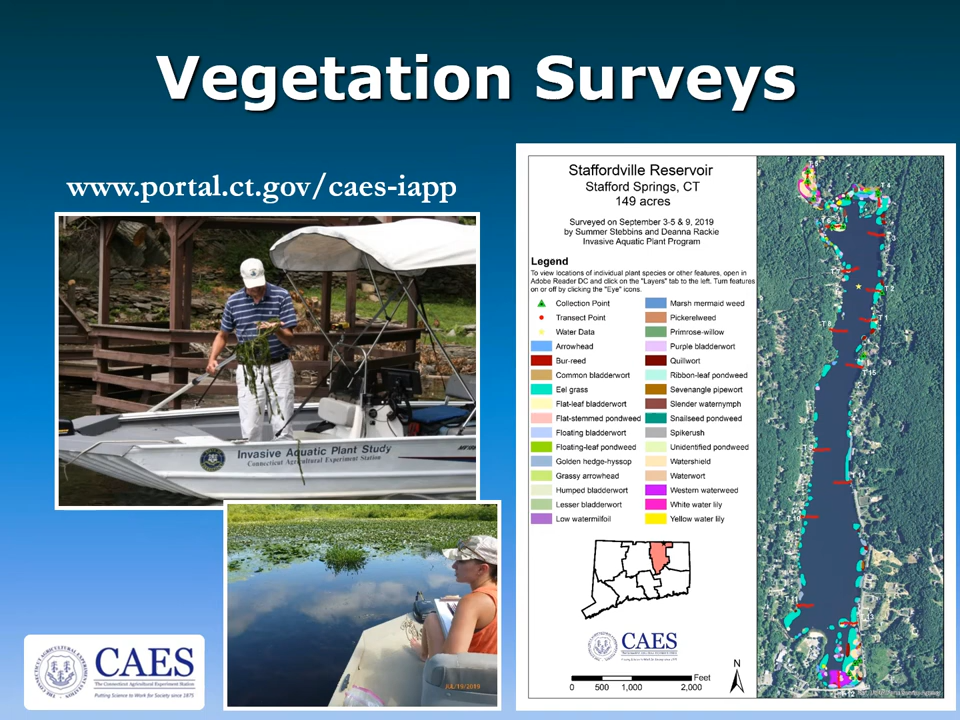 Vegetation Surveys
www.portal.ct.gov/caes-iapp
Invasive Aquatic Plant Study
Connecticut Agricultural Experiment Station
JUL/19/2019
CAES
The Connecticut Agricultural Experiment Station
Putting Science to Work for Society since 1875
Staffordville Reservoir
Stafford Springs, CT
149 acres
Surveyed on September 3-5 & 9, 2019
by Summer Stebbins and Deanna Rackie
Invasive Aquatic Plant Program
Legend
To view locations of individual plant species or other features, open in
Adobe Reader DC and click on the "Layers" tab to the left. Turn features
on or off by clicking the "Eye" icons.
Collection Point
Transect Point
Water Data
Arrowhead
Bur-reed
Common bladderwort
Eel grass
Flat-leaf bladderwort
Flat-stemmed pondweed
Floating bladderwort
Floating-leaf pondweed
Golden hedge-hyssop
Grassy arrowhead
Humped bladderwort
Lesser bladderwort
Low watermilfoil
Marsh mermaid weed
Pickerelweed
Primrose-willow
Purple bladderwort
Quillwort
Ribbon-leaf pondweed
Sevenangle pipewort
Slender waternymph
Snailseed pondweed
Spikerush
Unidentified pondweed
Watershield
Waterwort
Western waterweed
White water lily
Yellow water lily
CAES
N
Feet
0 500 1,000 2,000
T 4
T 3
T 2
T 1
T 8
T 10